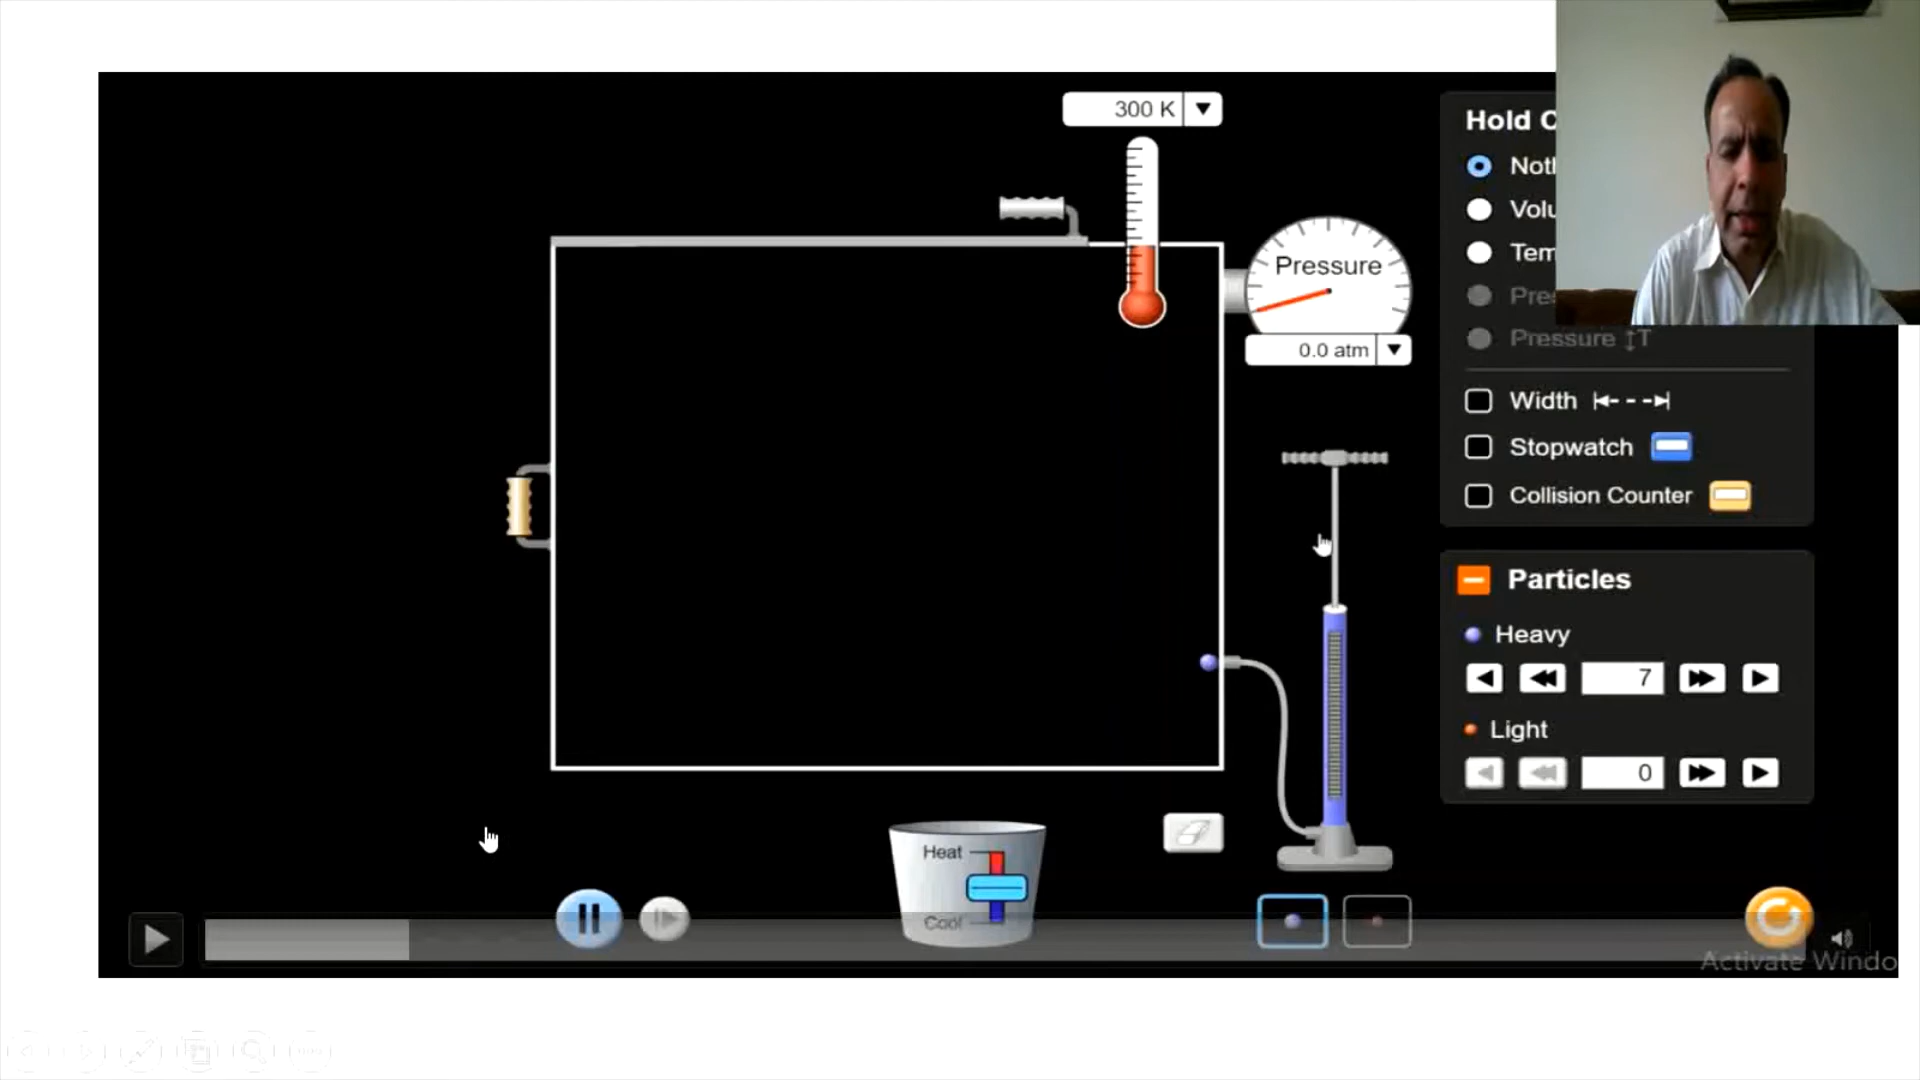 300 K
Hold C
Noth
Volu
Tem
Pres
Pressure ↕T
Pressure
0.0 atm
Width
Stopwatch
Collision Counter
Particles
Heavy
7
Light
0
Heat
Cool
Activate Windo